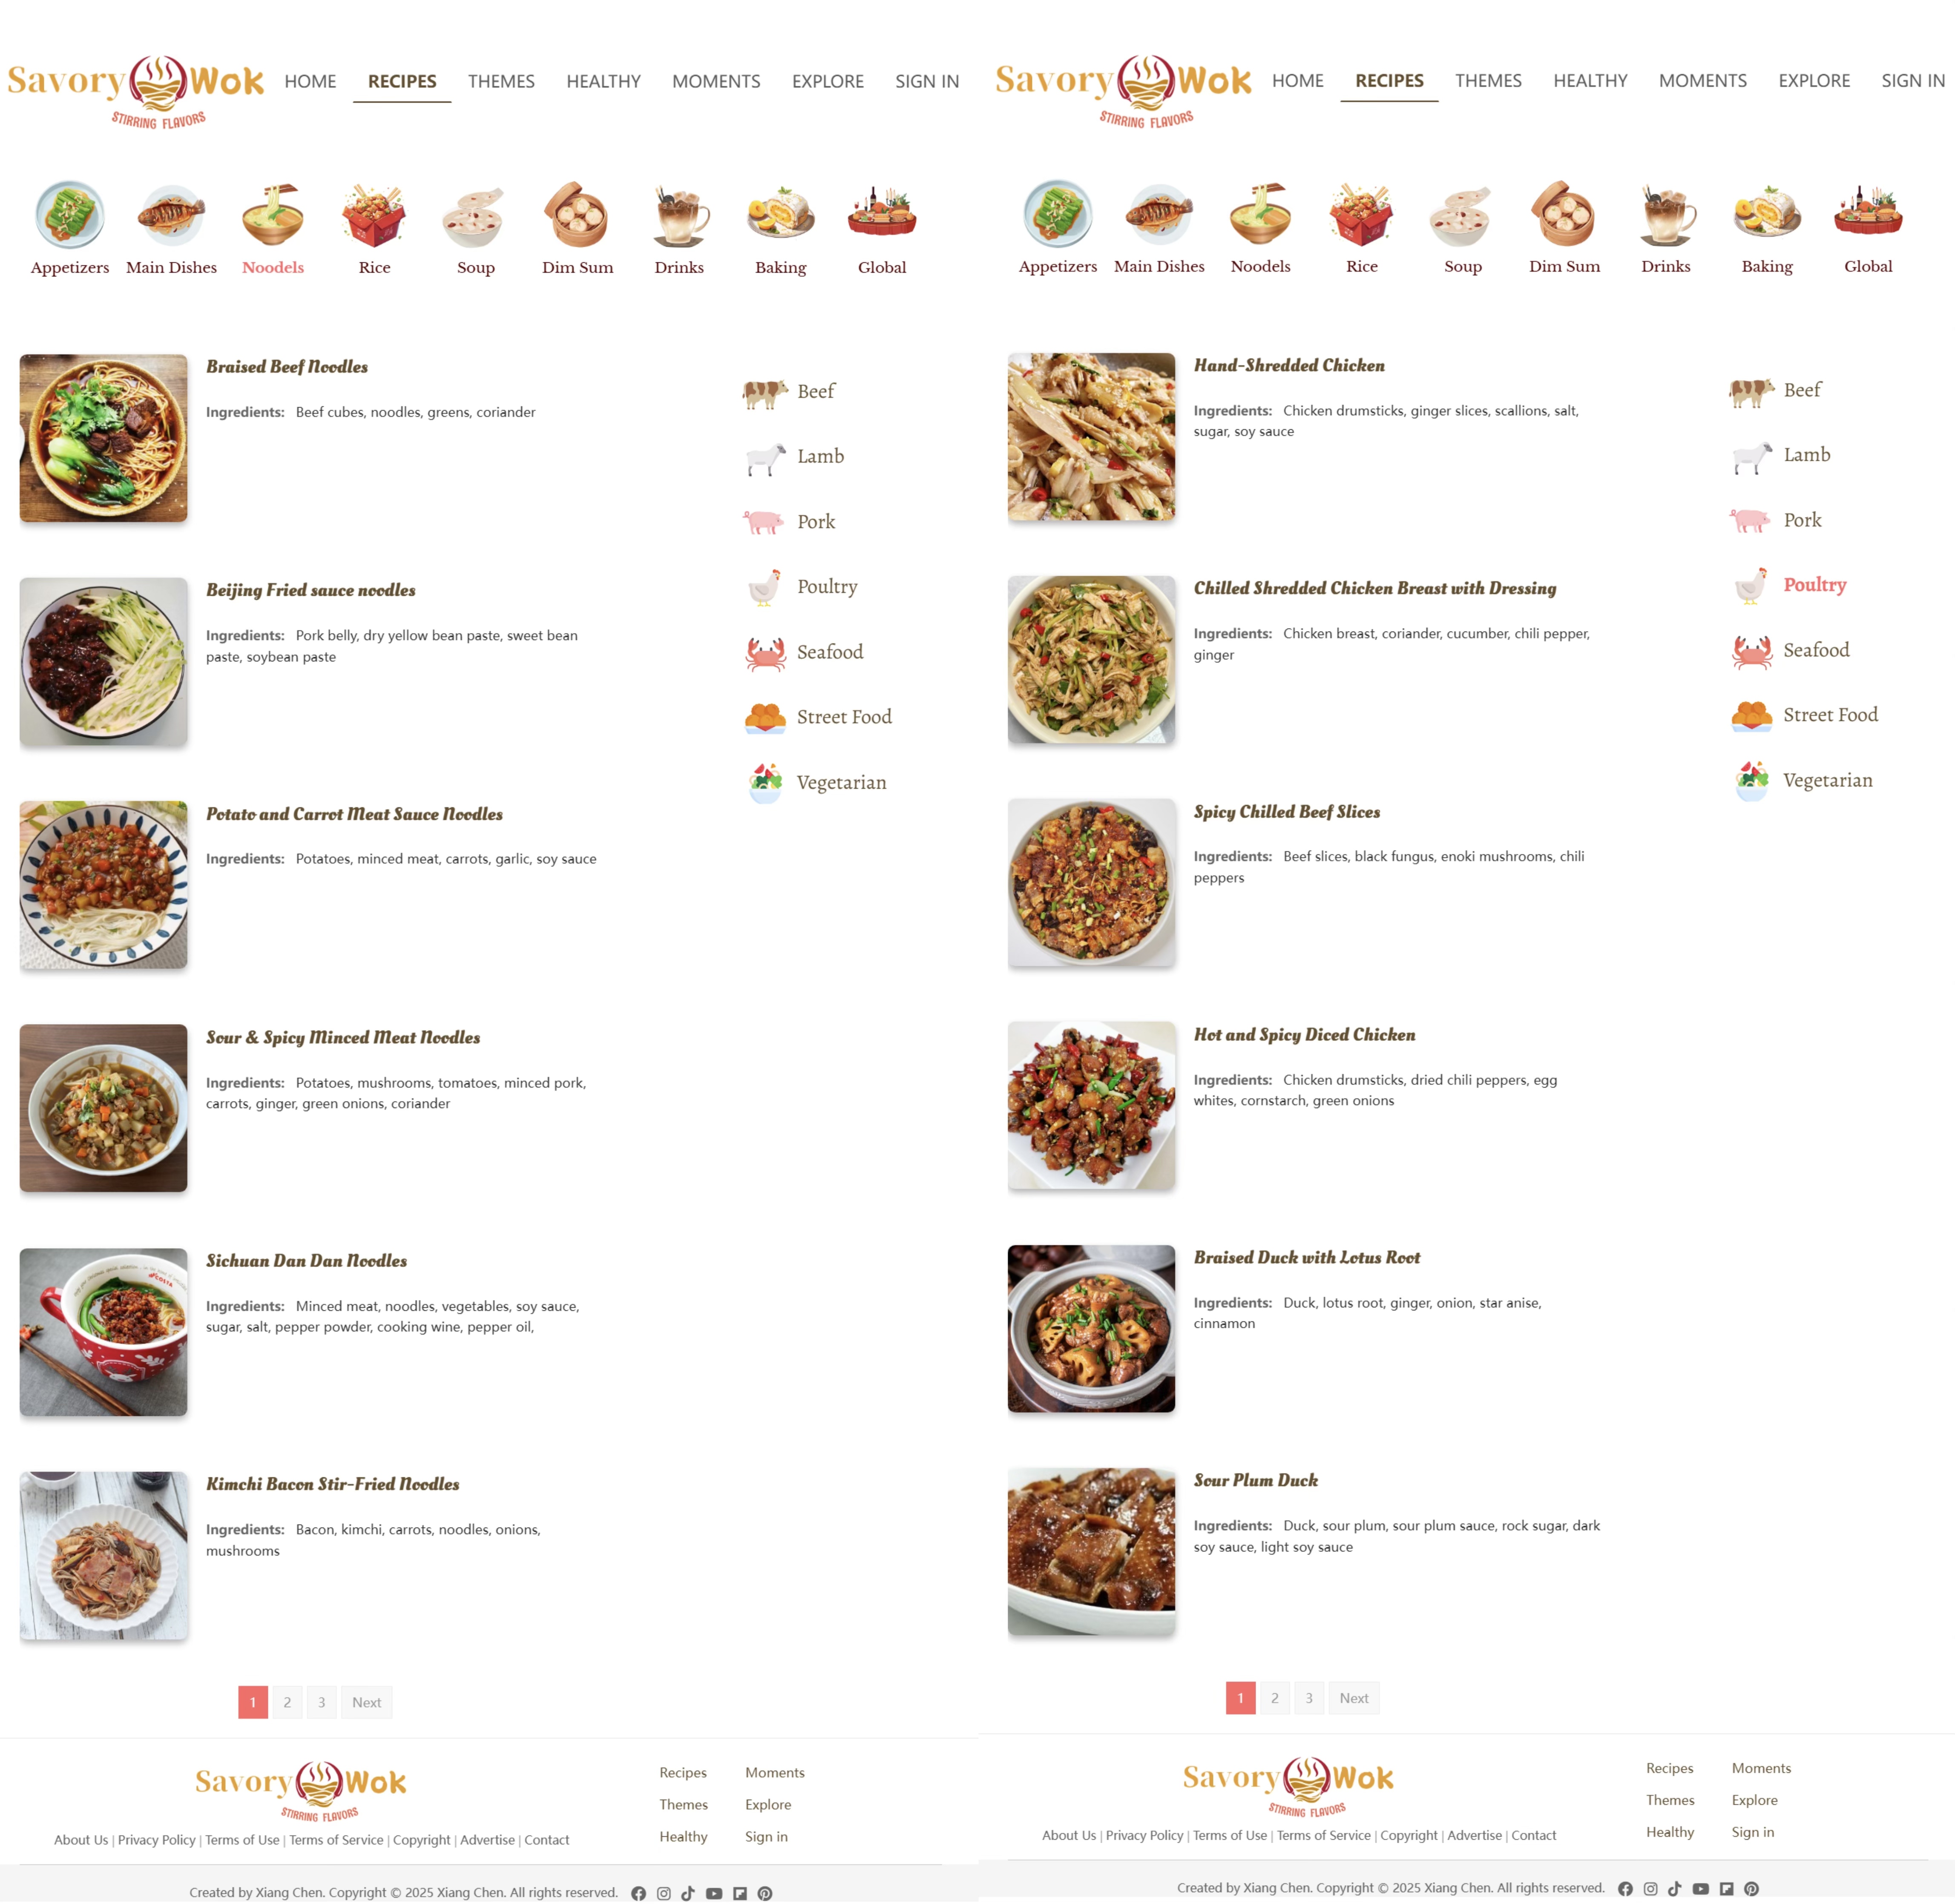 Savory Wok
STIRRING FLAVORS
HOME RECIPES THEMES HEALTHY MOMENTS EXPLORE SIGN IN
Appetizers Main Dishes Noodels Rice Soup Dim Sum Drinks Baking Global
Braised Beef Noodles
Ingredients: Beef cubes, noodles, greens, coriander
Beijing Fried sauce noodles
Ingredients: Pork belly, dry yellow bean paste, sweet bean
paste, soybean paste
Potato and Carrot Meat Sauce Noodles
Ingredients: Potatoes, minced meat, carrots, garlic, soy sauce
Sour & Spicy Minced Meat Noodles
Ingredients: Potatoes, mushrooms, tomatoes, minced pork,
carrots, ginger, green onions, coriander
Sichuan Dan Dan Noodles
Ingredients: Minced meat, noodles, vegetables, soy sauce,
sugar, salt, pepper powder, cooking wine, pepper oil,
COSTA
Kimchi Bacon Stir-Fried Noodles
Ingredients: Bacon, kimchi, carrots, noodles, onions,
mushrooms
Beef
Lamb
Pork
Poultry
Seafood
Street Food
Vegetarian
1 2 3 Next
Savory Wok
STIRRING FLAVORS
About Us | Privacy Policy | Terms of Use | Terms of Service | Copyright | Advertise | Contact
Recipes Moments
Themes Explore
Healthy Sign in
Created by Xiang Chen. Copyright © 2025 Xiang Chen. All rights reserved.
Savory Wok
STIRRING FLAVORS
HOME RECIPES THEMES HEALTHY MOMENTS EXPLORE SIGN IN
Appetizers Main Dishes Noodels Rice Soup Dim Sum Drinks Baking Global
Hand-Shredded Chicken
Ingredients: Chicken drumsticks, ginger slices, scallions, salt,
sugar, soy sauce
Chilled Shredded Chicken Breast with Dressing
Ingredients: Chicken breast, coriander, cucumber, chili pepper,
ginger
Spicy Chilled Beef Slices
Ingredients: Beef slices, black fungus, enoki mushrooms, chili
peppers
Hot and Spicy Diced Chicken
Ingredients: Chicken drumsticks, dried chili peppers, egg
whites, cornstarch, green onions
Braised Duck with Lotus Root
Ingredients: Duck, lotus root, ginger, onion, star anise,
cinnamon
Sour Plum Duck
Ingredients: Duck, sour plum, sour plum sauce, rock sugar, dark
soy sauce, light soy sauce
Beef
Lamb
Pork
Poultry
Seafood
Street Food
Vegetarian
1 2 3 Next
Savory Wok
STIRRING FLAVORS
About Us | Privacy Policy | Terms of Use | Terms of Service | Copyright | Advertise | Contact
Recipes Moments
Themes Explore
Healthy Sign in
Created by Xiang Chen. Copyright © 2025 Xiang Chen. All rights reserved.